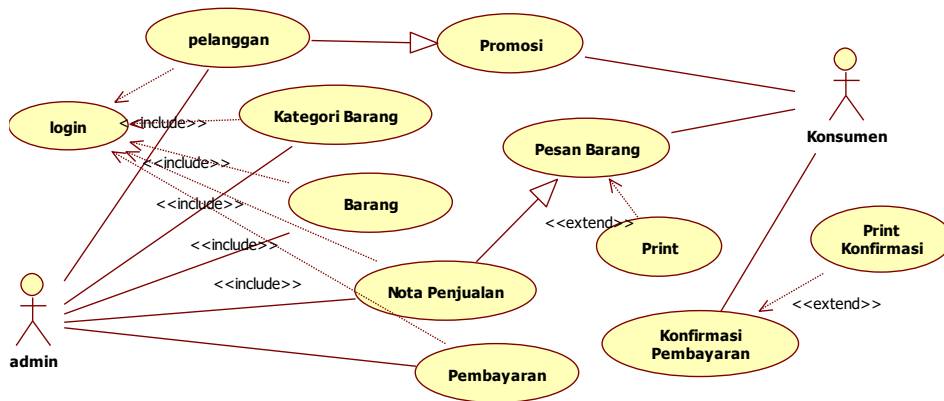 pelanggan
Promosi
login
<<include>>
Kategori Barang
Konsumen
<<include>>
Pesan Barang
<<include>>
Barang
<<extend>>
Print
Print
Konfirmasi
<<include>>
<<include>>
Nota Penjualan
<<extend>>
admin
Konfirmasi
Pembayaran
Pembayaran